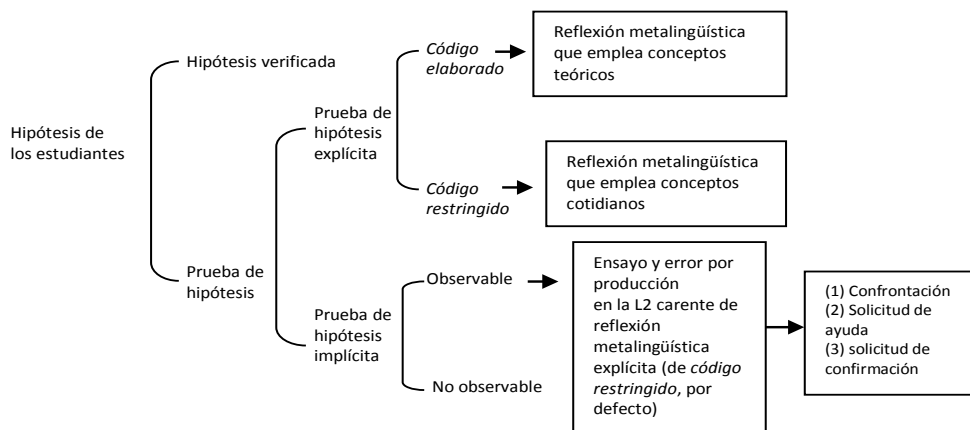 Hipótesis de
los estudiantes
Hipótesis verificada
Prueba de
hipótesis
Prueba de
hipótesis
explícita
Prueba de
hipótesis
implícita
Código
elaborado
Código
restringido
Observable
No observable
Reflexión metalingüística
que emplea conceptos
teóricos
Reflexión metalingüística
que emplea conceptos
cotidianos
Ensayo y error por
producción
en la L2 carente de
reflexión
metalingüística
explícita (de código
restringido, por
defecto)
(1) Confrontación
(2) Solicitud de
ayuda
(3) solicitud de
confirmación